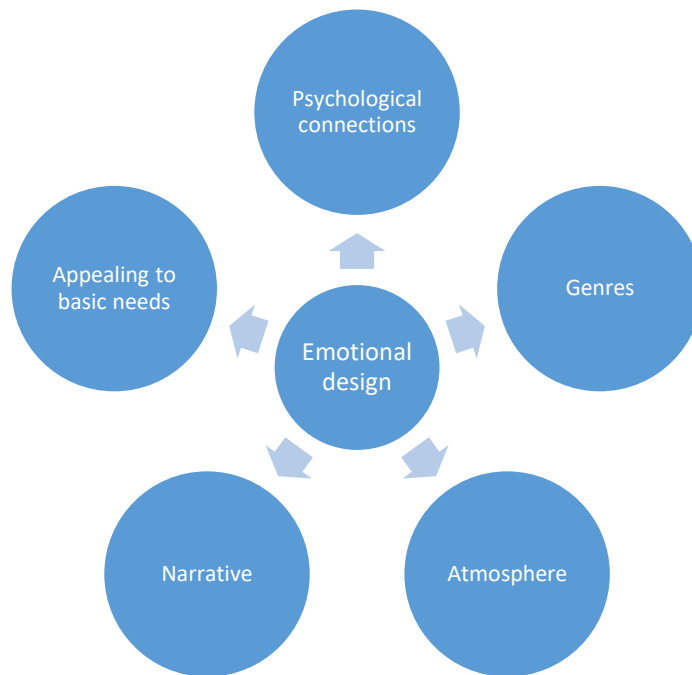 Psychological
connections
Appealing to
basic needs
Genres
Emotional
design
Narrative
Atmosphere